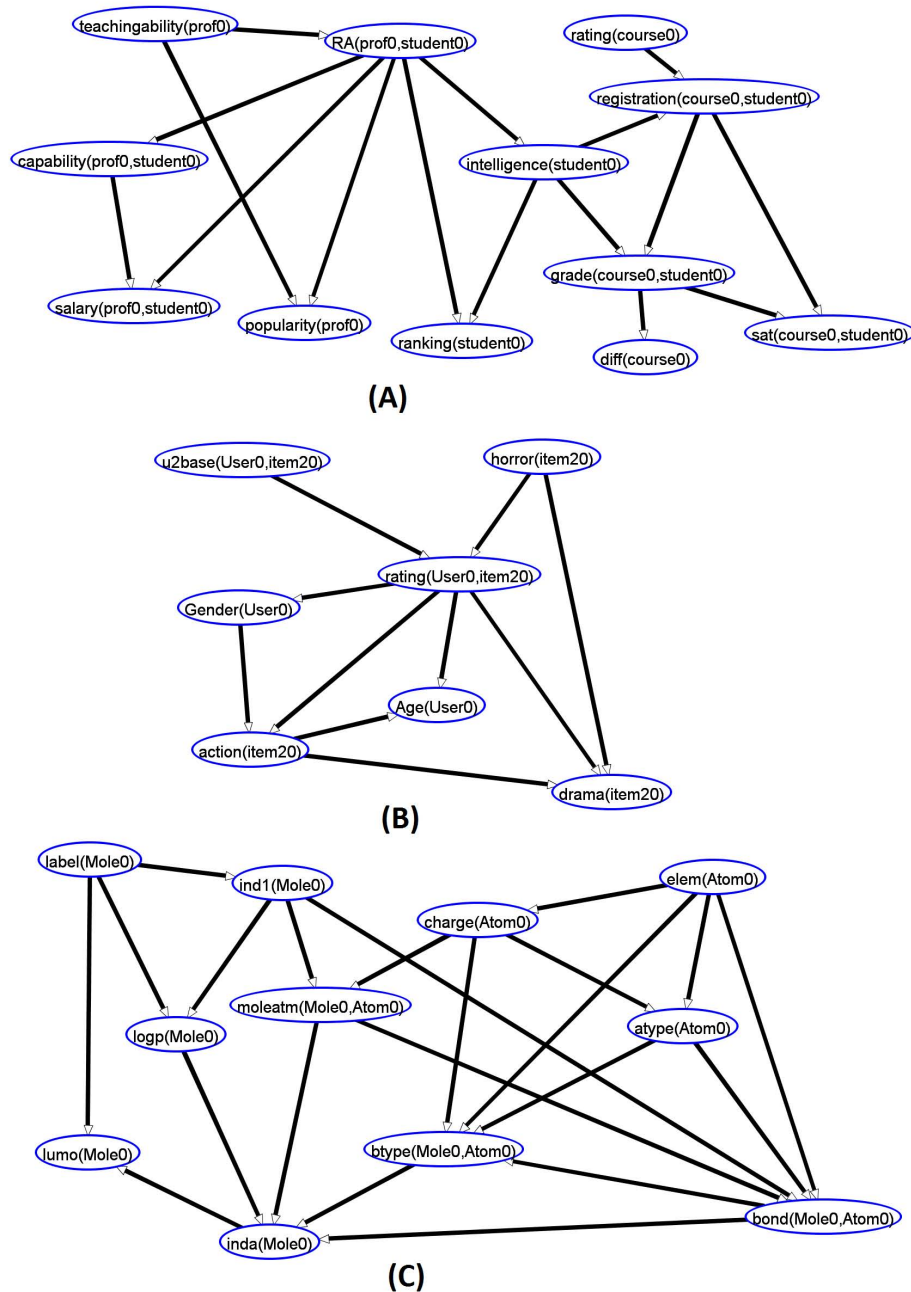 teachingability(prof0)
RA(prof0,student0)
rating(course0)
registration(course0,student0)
capability(prof0,student0)
intelligence(student0)
grade(course0,student0)
salary(prof0,student0)
popularity(prof0)
ranking(student0)
sat(course0,student0)
diff(course0)
(A)
u2base(User0,item20)
horror(item20)
rating(User0,item20)
Gender(User0)
Age(User0)
action(item20)
drama(item20)
(B)
label(Mole0)
ind1(Mole0)
elem(Atom0)
charge(Atom0)
moleatm(Mole0,Atom0)
logp(Mole0)
atype(Atom0)
lumo(Mole0)
btype(Mole0,Atom0)
bond(Mole0,Atom0)
inda(Mole0)
(C)